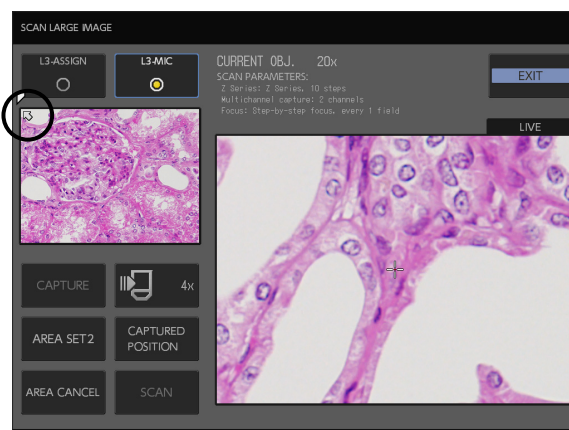 SCAN LARGE IMAGE
L3-ASSIGN
L3-MIC
CURRENT OBJ. 20x
SCAN PARAMETERS:
Z Series: Z Series, 10 steps
Multichannel capture: 2 channels
Focus: Step-by-step focus, every 1 field
EXIT
LIVE
CAPTURE
4x
AREA SET2
CAPTURED
POSITION
AREA CANCEL
SCAN